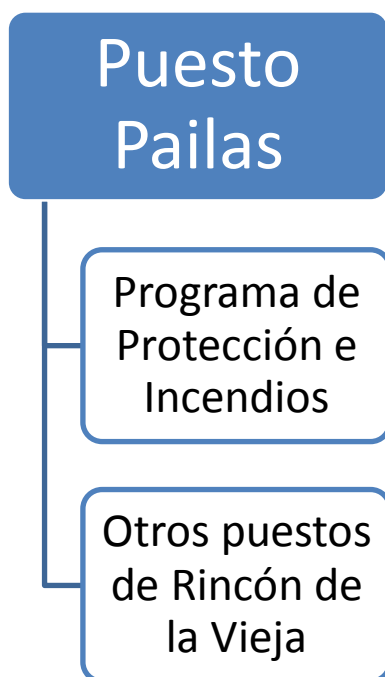 Puesto
Pailas
Programa de
Protección e
Incendios
Otros puestos
de Rincón de
la Vieja